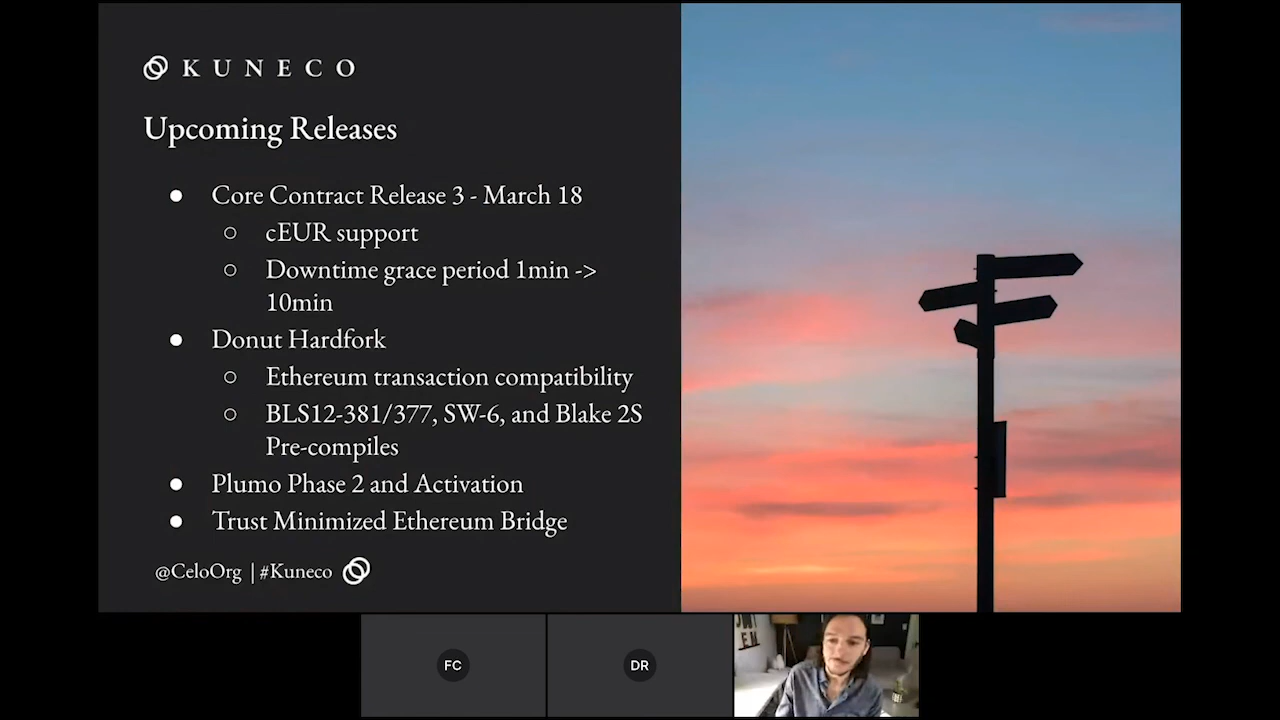 KUNECO
Upcoming Releases
● Core Contract Release 3 - March 18
○ cEUR support
○ Downtime grace period 1min ->
10min
● Donut Hardfork
○ Ethereum transaction compatibility
○ BLS12-381/377, SW-6, and Blake 2S
Pre-compiles
● Plumo Phase 2 and Activation
● Trust Minimized Ethereum Bridge
@CeloOrg | #Kuneco
FC
DR